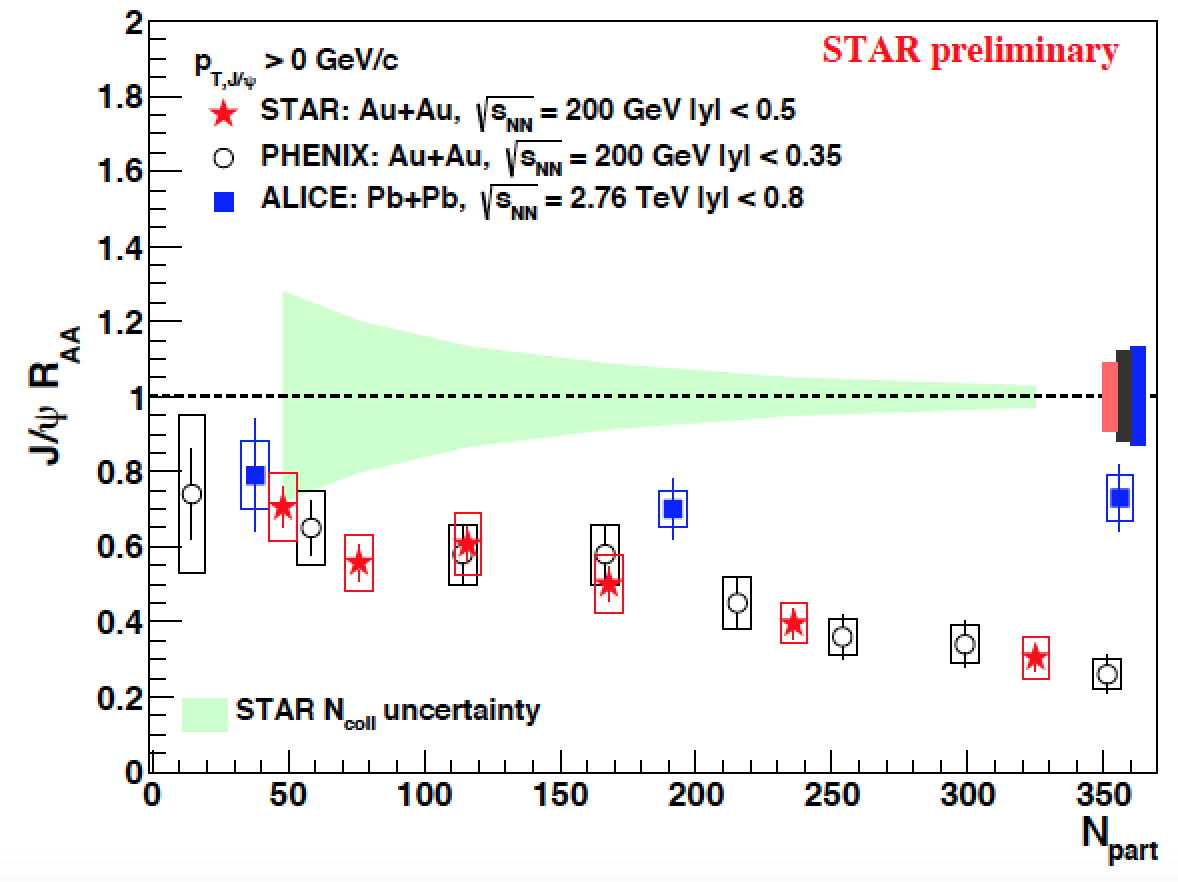 STAR preliminary
p_T,J/ψ > 0 GeV/c
STAR: Au+Au, √s_NN = 200 GeV |y| < 0.5
PHENIX: Au+Au, √s_NN = 200 GeV |y| < 0.35
ALICE: Pb+Pb, √s_NN = 2.76 TeV |y| < 0.8
J/ψ R_AA
2
1.8
1.6
1.4
1.2
1
0.8
0.6
0.4
0.2
0
STAR N_coll uncertainty
0 50 100 150 200 250 300 350
N_part